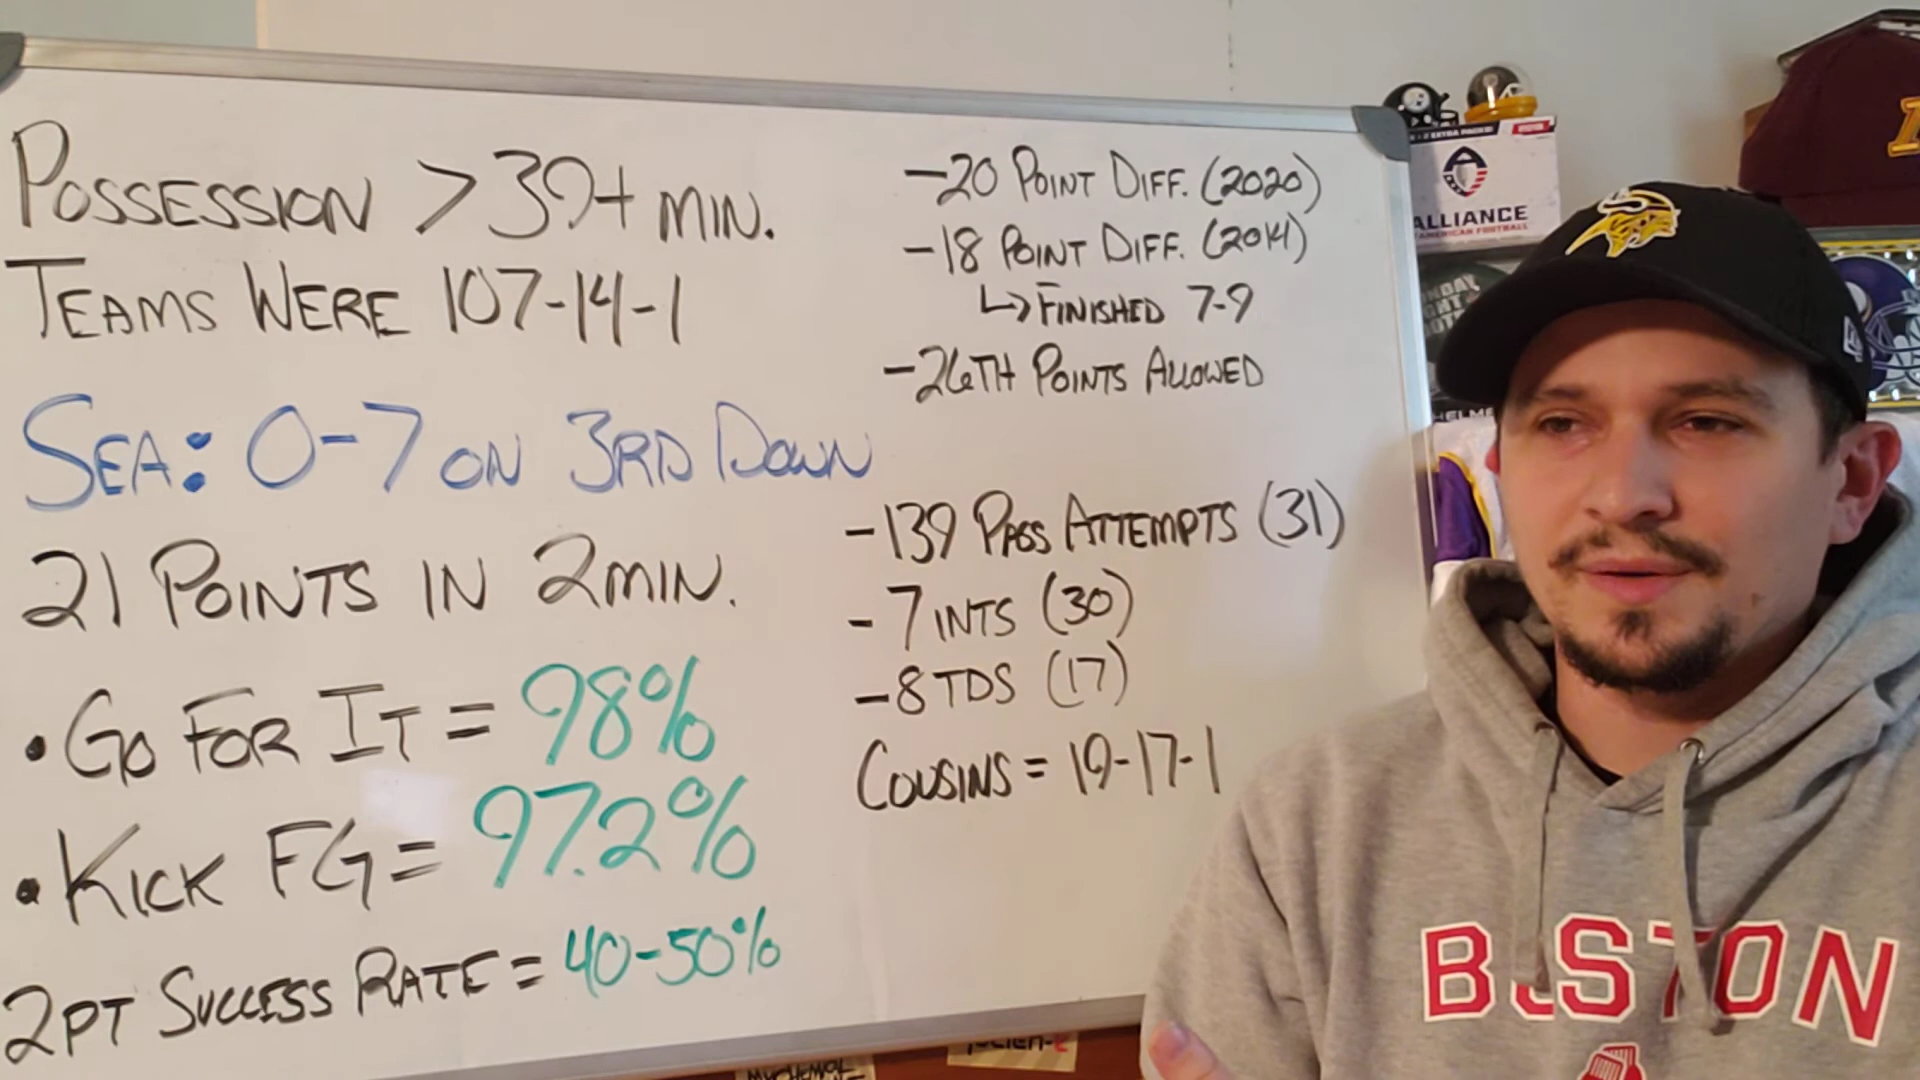 POSSESSION >39+ MIN.
TEAMS WERE 107-14-1
SEA: 0-7 ON 3RD DOWN
21 POINTS IN 2MIN.
• GO FOR IT = 98%
• KICK FG = 97.2%
2PT SUCCESS RATE = 40-50%
-20 POINT DIFF. (2020)
-18 POINT DIFF. (2014)
↳ FINISHED 7-9
-26TH POINTS ALLOWED
-139 PASS ATTEMPTS (31)
-7 INTS (30)
-8 TDS (17)
COUSINS = 19-17-1
ALLIANCE
AMERICAN FOOTBALL
BOSTON